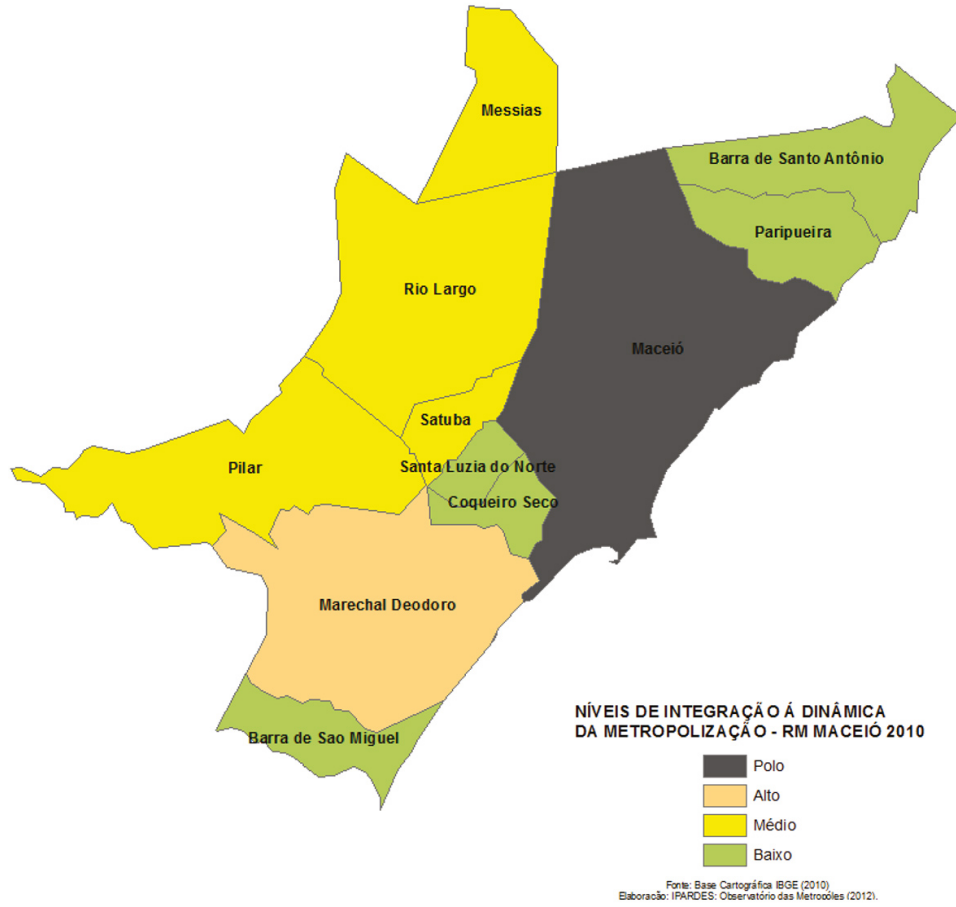 Messias
Barra de Santo Antônio
Paripueira
Rio Largo
Maceió
Satuba
Santa Luzia do Norte
Pilar
Coqueiro Seco
Marechal Deodoro
Barra de Sao Miguel
NÍVEIS DE INTEGRAÇÃO Á DINÂMICA
DA METROPOLIZAÇÃO - RM MACEIÓ 2010
Polo
Alto
Médio
Baixo
Fonte: Base Cartográfica IBGE (2010)
Elaboração: IPARDES; Observatório das Metropóles (2012).